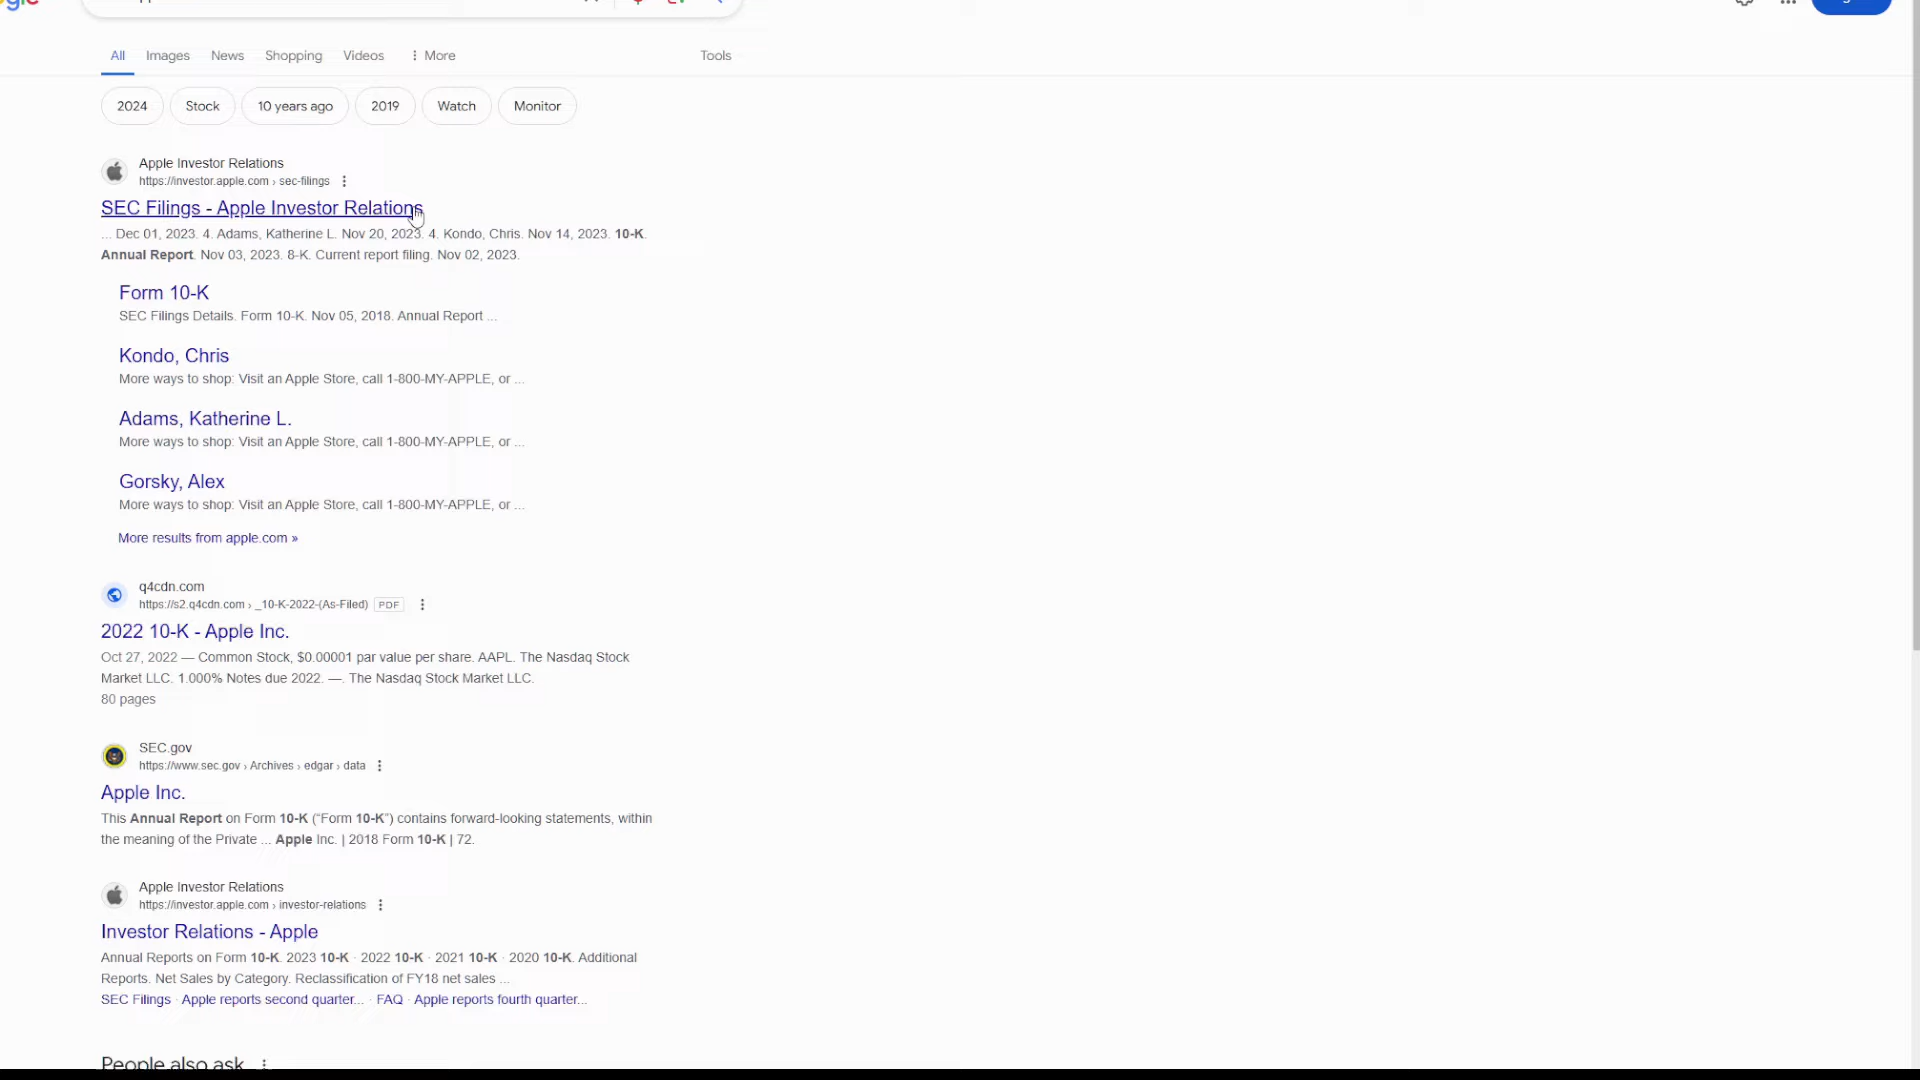 All Images News Shopping Videos More Tools
2024 Stock 10 years ago 2019 Watch Monitor
Apple Investor Relations
https://investor.apple.com › sec-filings
SEC Filings - Apple Investor Relations
... Dec 01, 2023. 4. Adams, Katherine L. Nov 20, 2023. 4. Kondo, Chris. Nov 14, 2023. 10-K.
Annual Report. Nov 03, 2023. 8-K. Current report filing. Nov 02, 2023.
Form 10-K
SEC Filings Details. Form 10-K. Nov 05, 2018. Annual Report ...
Kondo, Chris
More ways to shop: Visit an Apple Store, call 1-800-MY-APPLE, or ...
Adams, Katherine L.
More ways to shop: Visit an Apple Store, call 1-800-MY-APPLE, or ...
Gorsky, Alex
More ways to shop: Visit an Apple Store, call 1-800-MY-APPLE, or ...
More results from apple.com »
q4cdn.com
https://s2.q4cdn.com › _10-K-2022-(As-Filed) PDF
2022 10-K - Apple Inc.
Oct 27, 2022 — Common Stock, $0.00001 par value per share. AAPL. The Nasdaq Stock
Market LLC. 1.000% Notes due 2022. —. The Nasdaq Stock Market LLC.
80 pages
SEC.gov
https://www.sec.gov › Archives › edgar › data
Apple Inc.
This Annual Report on Form 10-K (“Form 10-K”) contains forward-looking statements, within
the meaning of the Private ... Apple Inc. | 2018 Form 10-K | 72.
Apple Investor Relations
https://investor.apple.com › investor-relations
Investor Relations - Apple
Annual Reports on Form 10-K. 2023 10-K · 2022 10-K · 2021 10-K · 2020 10-K. Additional
Reports. Net Sales by Category. Reclassification of FY18 net sales ...
SEC Filings · Apple reports second quarter... · FAQ · Apple reports fourth quarter...
People also ask